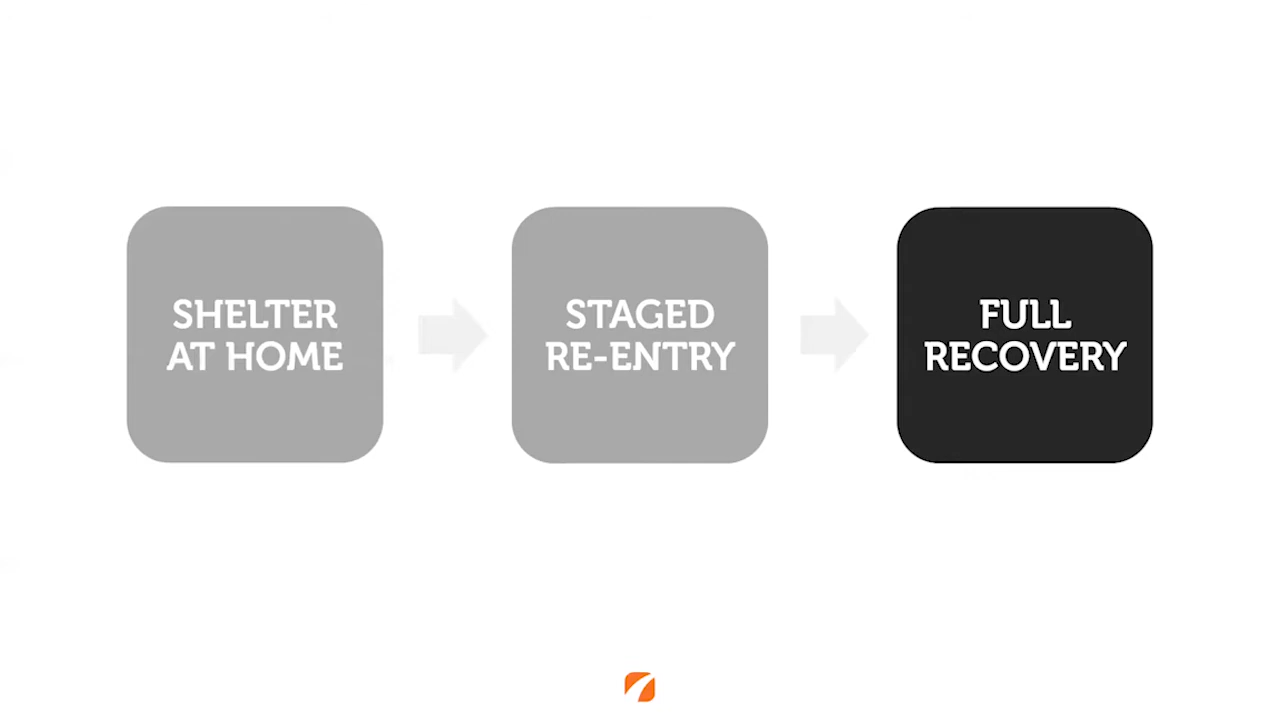 SHELTER
AT HOME
STAGED
RE-ENTRY
FULL
RECOVERY